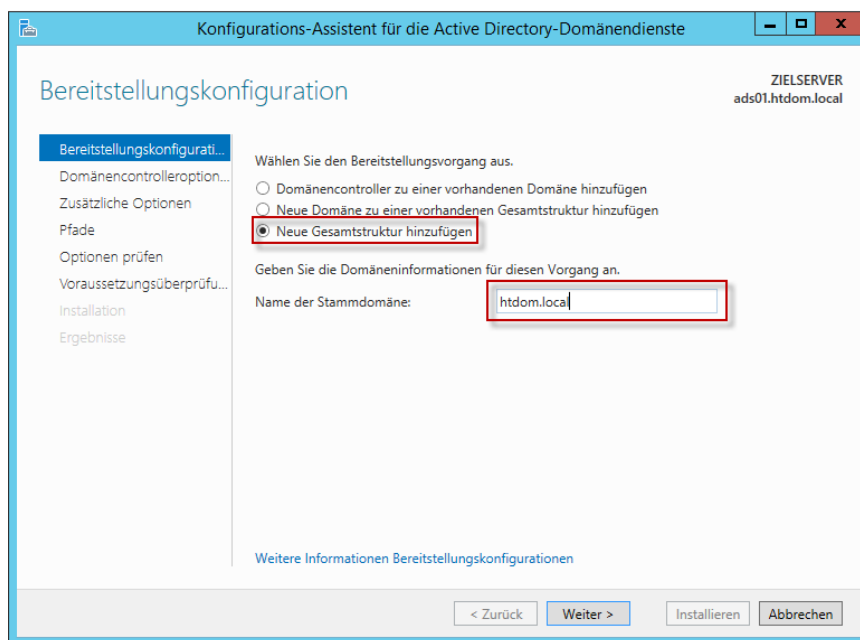 Konfigurations-Assistent für die Active Directory-Domänendienste
Bereitstellungskonfiguration
ZIELSERVER
ads01.htdom.local
Bereitstellungskonfigurati...
Domänencontrolleroption...
Zusätzliche Optionen
Pfade
Optionen prüfen
Voraussetzungsüberprüfu...
Installation
Ergebnisse
Wählen Sie den Bereitstellungsvorgang aus.
Domänencontroller zu einer vorhandenen Domäne hinzufügen
Neue Domäne zu einer vorhandenen Gesamtstruktur hinzufügen
Neue Gesamtstruktur hinzufügen
Geben Sie die Domäneninformationen für diesen Vorgang an.
Name der Stammdomäne: htdom.local
Weitere Informationen Bereitstellungskonfigurationen
< Zurück Weiter > Installieren Abbrechen